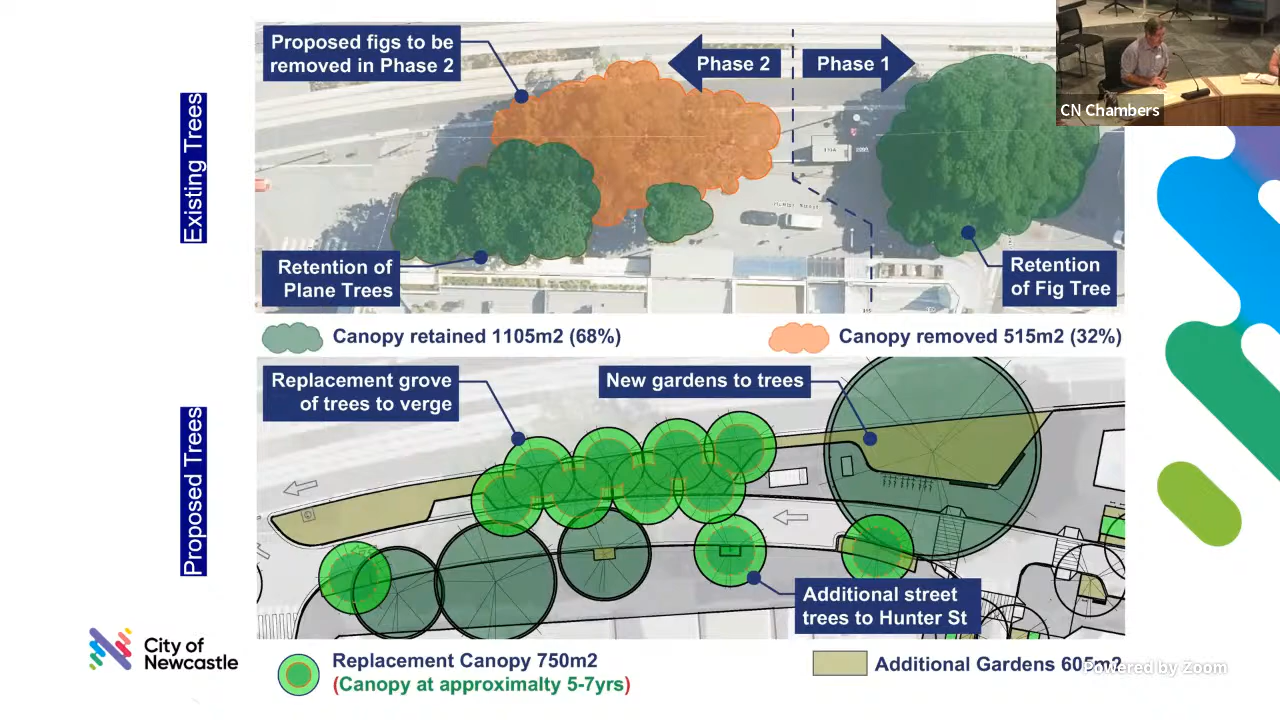 Proposed figs to be
removed in Phase 2
Phase 2
Phase 1
CN Chambers
Existing Trees
Retention of
Plane Trees
Retention
of Fig Tree
Canopy retained 1105m2 (68%)
Canopy removed 515m2 (32%)
Replacement grove
of trees to verge
New gardens to trees
Proposed Trees
Additional street
trees to Hunter St
City of
Newcastle
Replacement Canopy 750m2
(Canopy at approximalty 5-7yrs)
Additional Gardens 605m2
Powered by Zoom